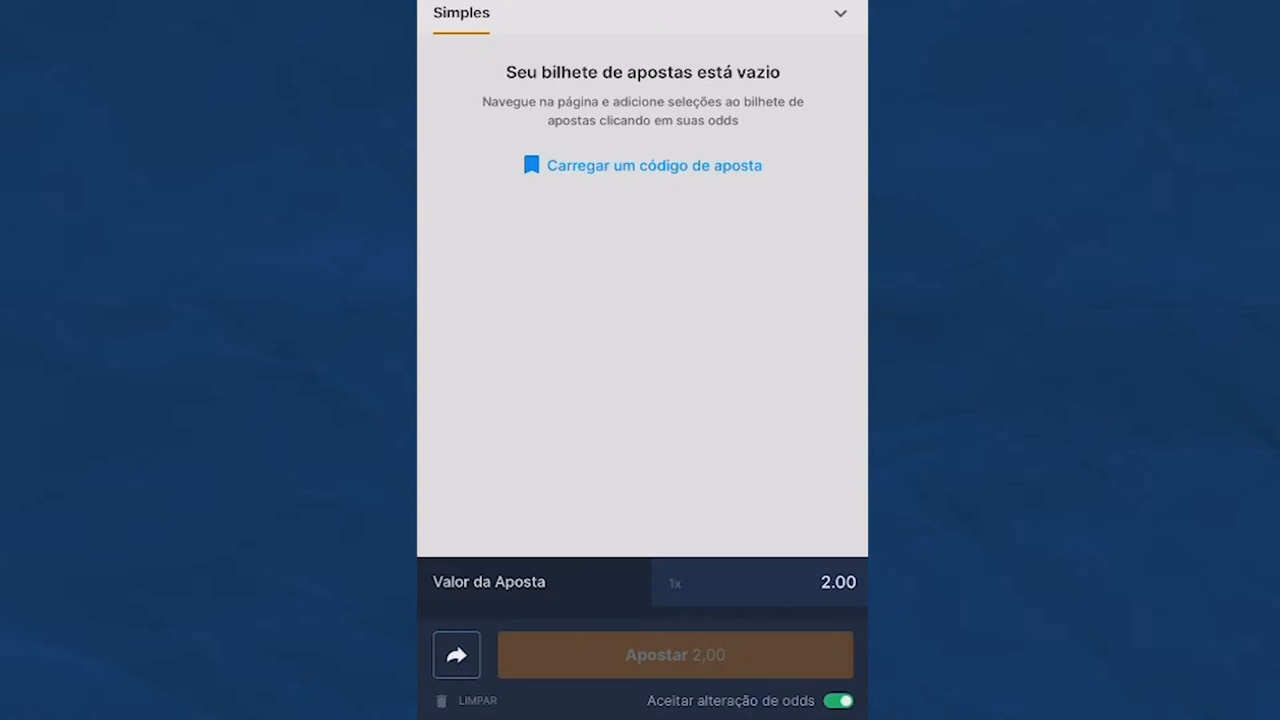 Simples
Seu bilhete de apostas está vazio
Navegue na página e adicione seleções ao bilhete de
apostas clicando em suas odds
Carregar um código de aposta
Valor da Aposta
1x
2.00
Apostar 2,00
LIMPAR
Aceitar alteração de odds